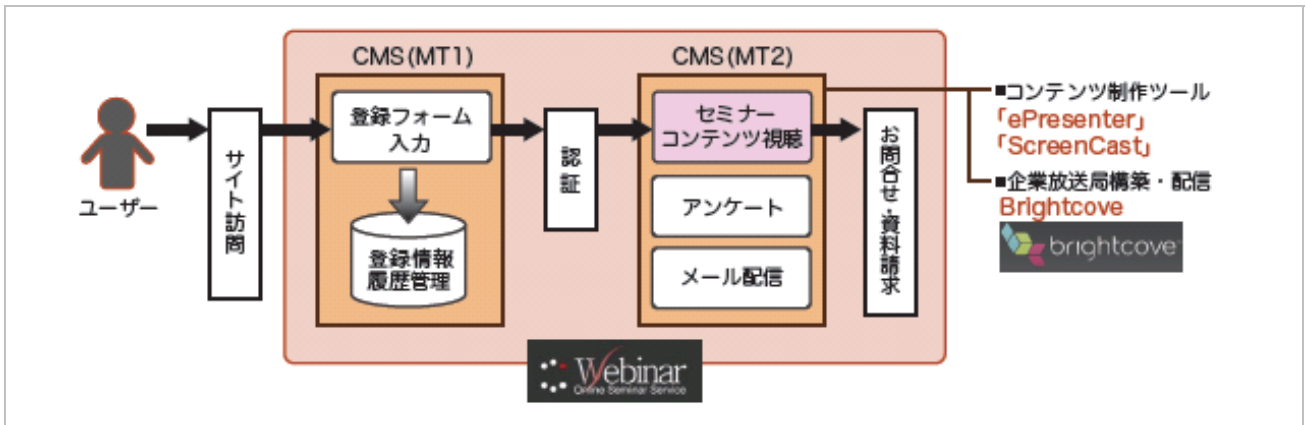 CMS(MT1)
CMS(MT2)
ユーザー
サイト訪問
登録フォーム
入力
登録情報
履歴管理
認証
セミナー
コンテンツ視聴
アンケート
メール配信
お問合せ・資料請求
■コンテンツ制作ツール
「ePresenter」
「ScreenCast」
■企業放送局構築・配信
Brightcove
brightcove
Webinar
Online Seminar Service